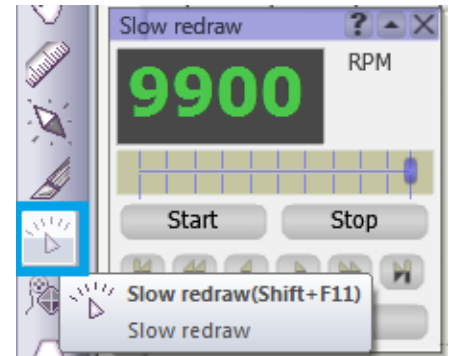 Slow redraw
?
9900
RPM
Start
Stop
Slow redraw(Shift+F11)
Slow redraw